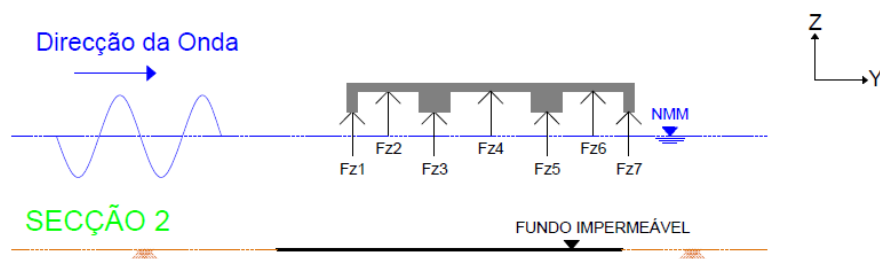 Direcção da Onda
Z
Y
NMM
Fz1
Fz2
Fz3
Fz4
Fz5
Fz6
Fz7
SECÇÃO 2
FUNDO IMPERMEÁVEL